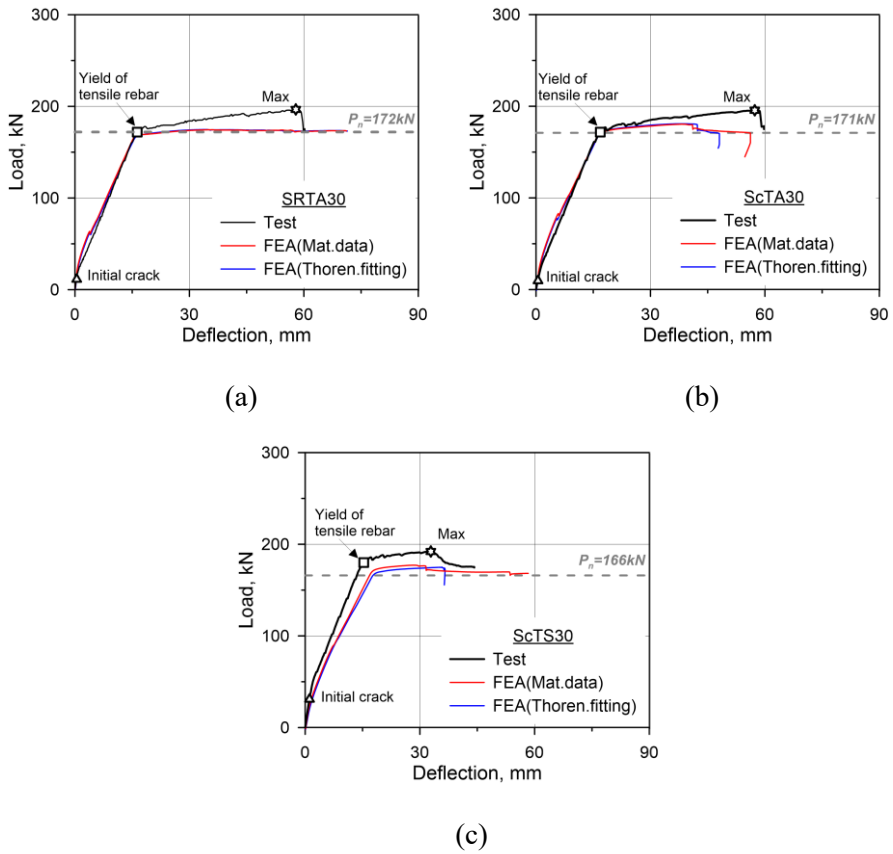 300
200
100
0
Load, kN
Yield of
tensile rebar
Max
Pn=172kN
SRTA30
Test
FEA(Mat.data)
FEA(Thoren.fitting)
Initial crack
0 30 60 90
Deflection, mm
(a)
300
200
100
0
Load, kN
Yield of
tensile rebar
Max
Pn=171kN
ScTA30
Test
FEA(Mat.data)
FEA(Thoren.fitting)
Initial crack
0 30 60 90
Deflection, mm
(b)
300
200
100
0
Load, kN
Yield of
tensile rebar
Max
Pn=166kN
ScTS30
Test
FEA(Mat.data)
FEA(Thoren.fitting)
Initial crack
0 30 60 90
Deflection, mm
(c)